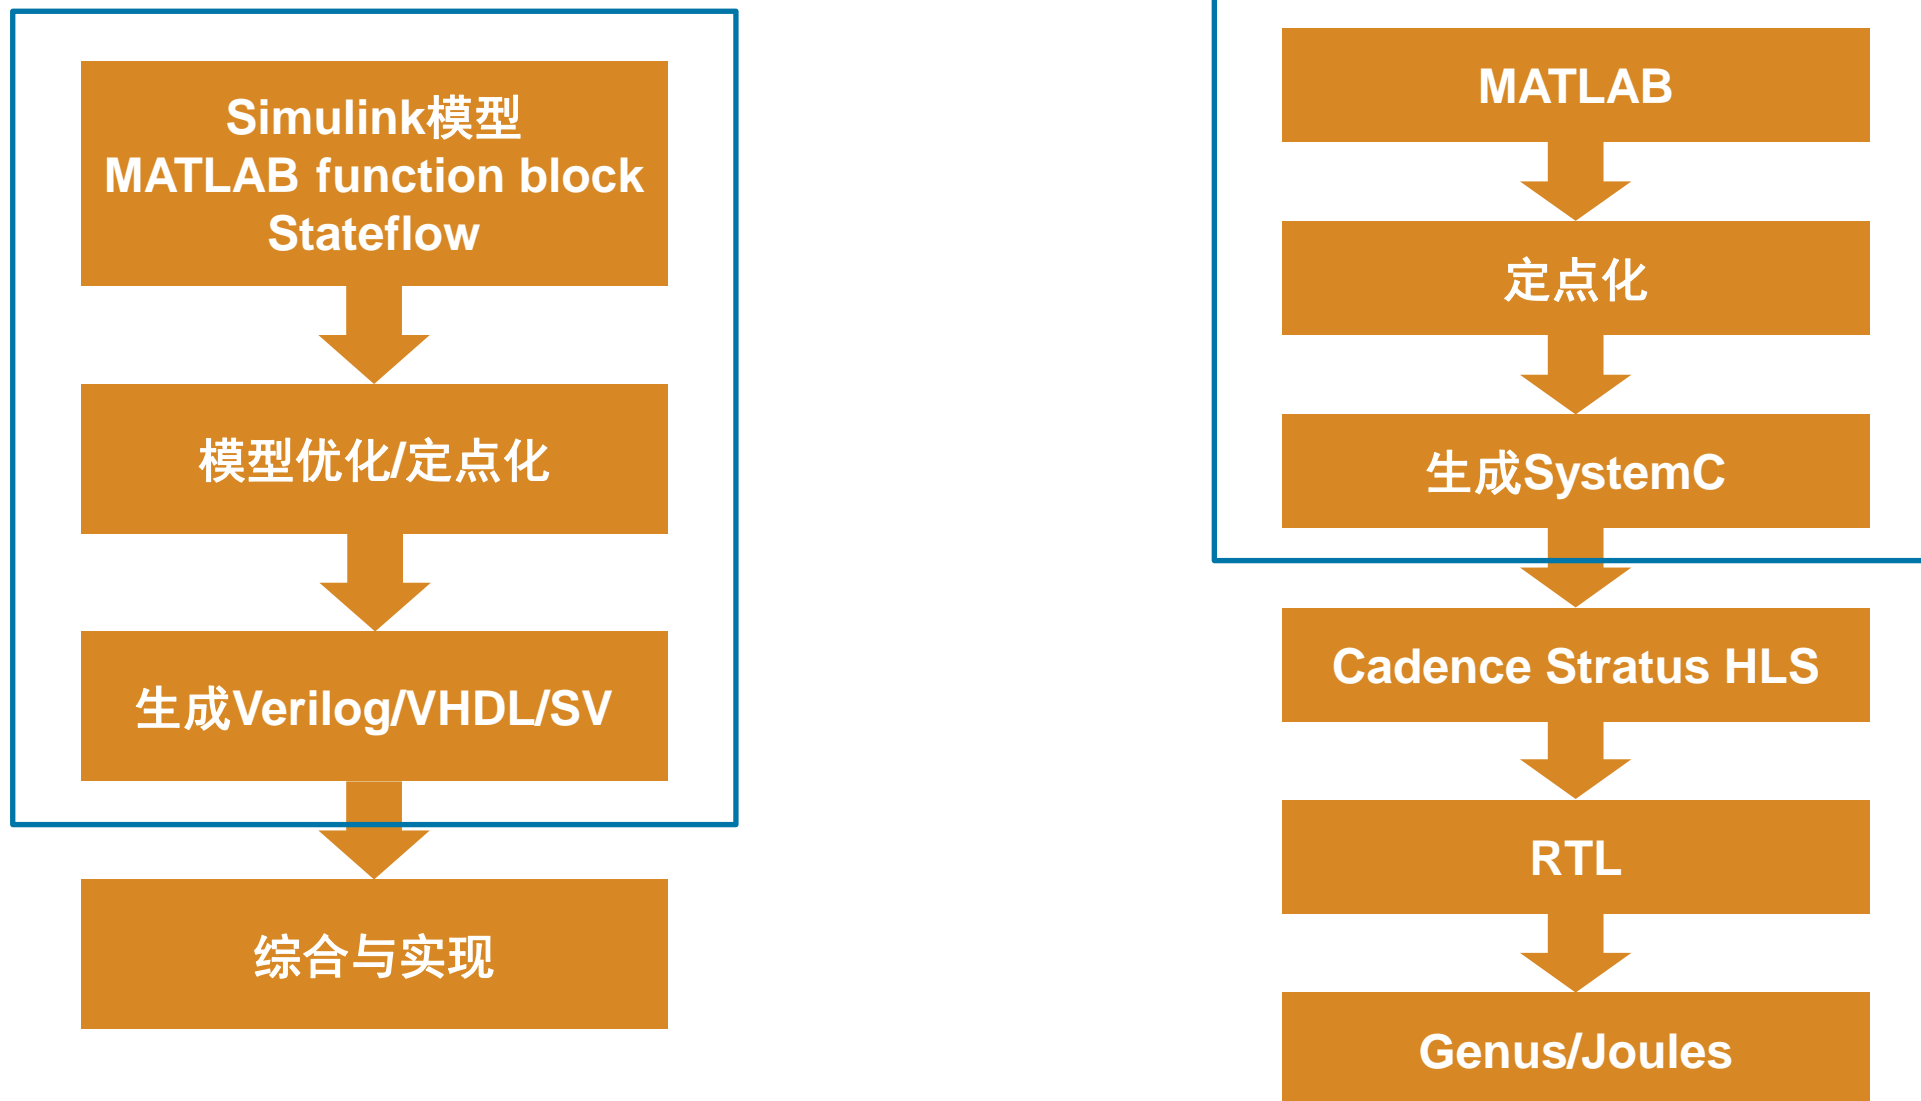 Simulink模型
MATLAB function block
Stateflow
模型优化/定点化
生成Verilog/VHDL/SV
综合与实现
MATLAB
定点化
生成SystemC
Cadence Stratus HLS
RTL
Genus/Joules